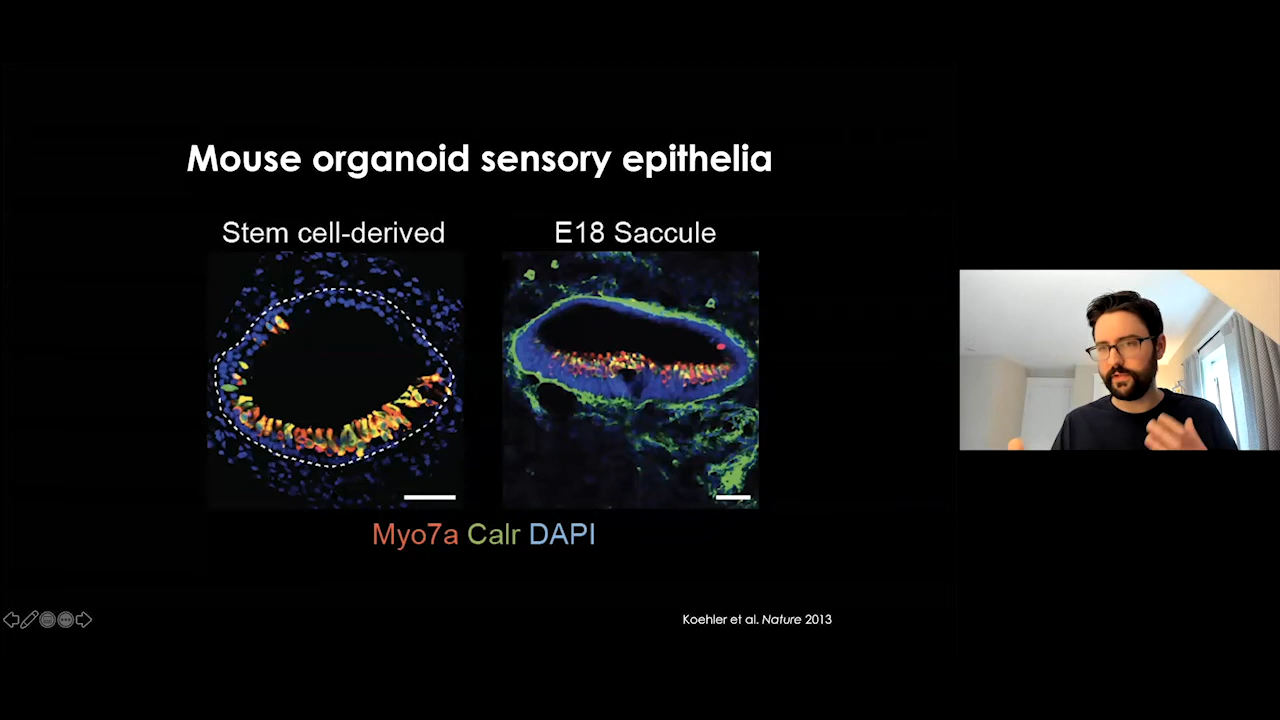 Mouse organoid sensory epithelia
Stem cell-derived
E18 Saccule
Myo7a Calr DAPI
Koehler et al. Nature 2013